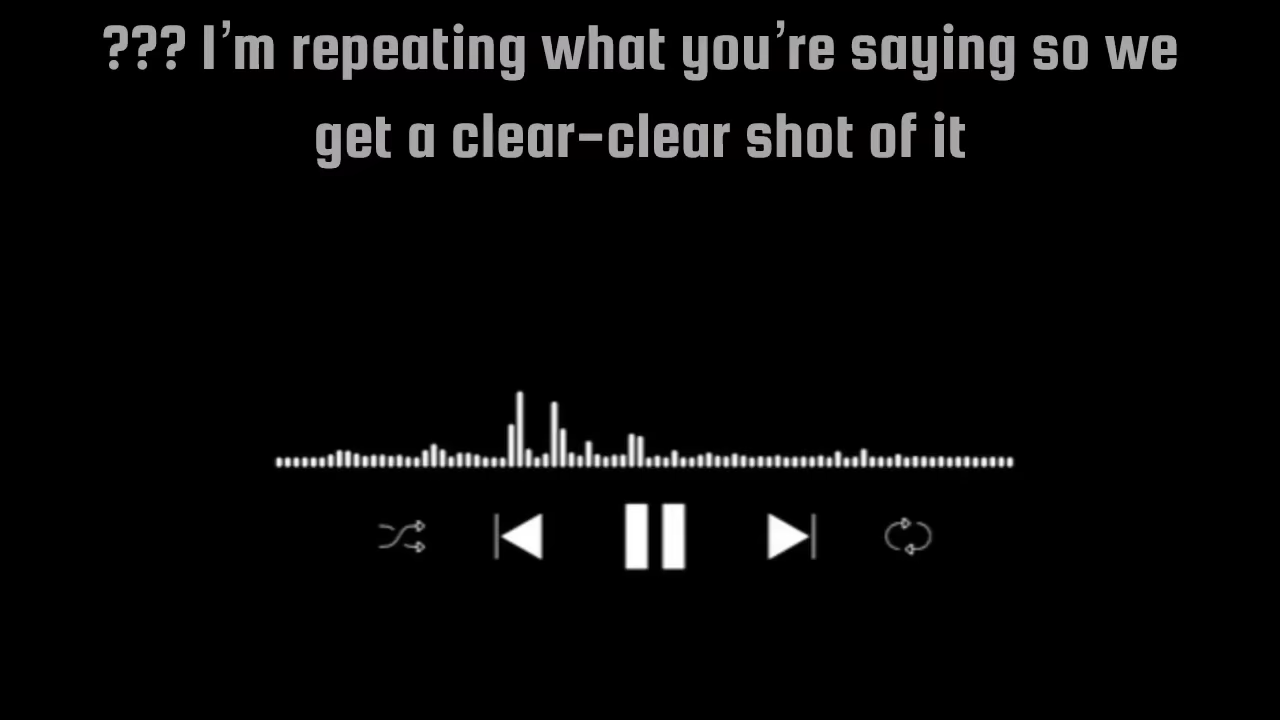 ??? I’m repeating what you’re saying so we
get a clear-clear shot of it